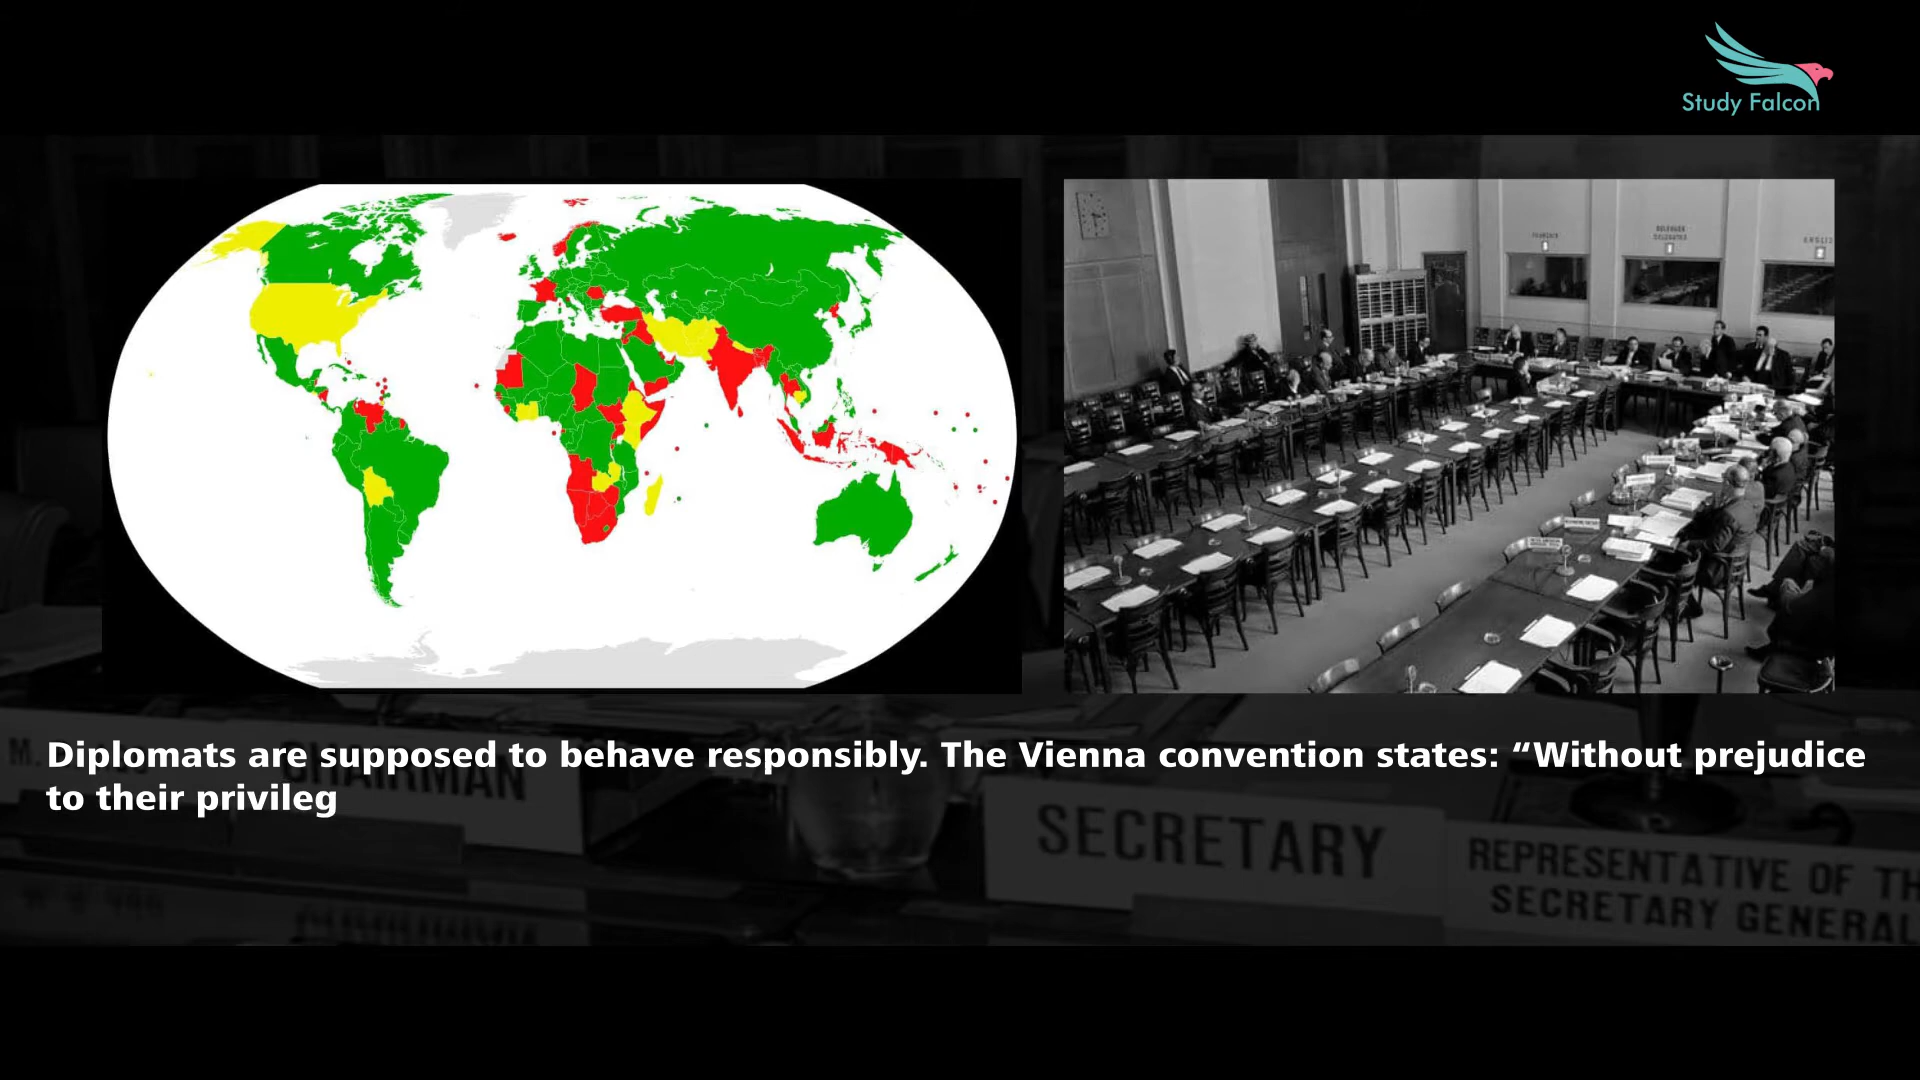 Study Falcon
Diplomats are supposed to behave responsibly. The Vienna convention states: “Without prejudice
to their privileg
CHAIRMAN
SECRETARY
REPRESENTATIVE OF TH
SECRETARY GENERAL